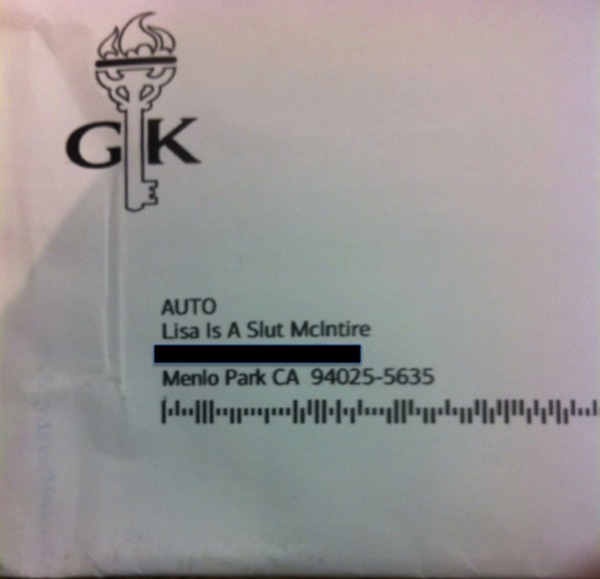 GK
AUTO
Lisa Is A Slut McIntire
Menlo Park CA 94025-5635